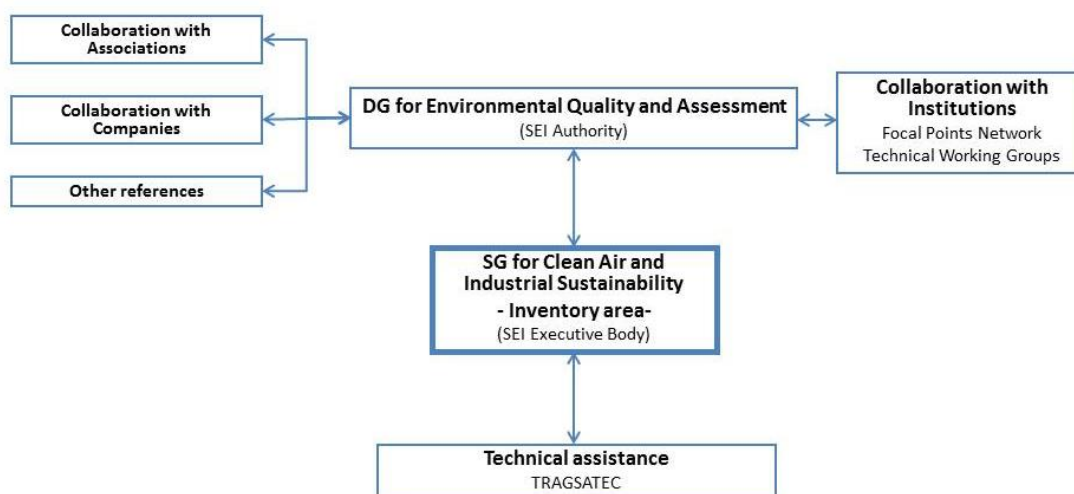 Collaboration with
Associations
Collaboration with
Companies
Other references
DG for Environmental Quality and Assessment
(SEI Authority)
Collaboration with
Institutions
Focal Points Network
Technical Working Groups
SG for Clean Air and
Industrial Sustainability
- Inventory area-
(SEI Executive Body)
Technical assistance
TRAGSATEC